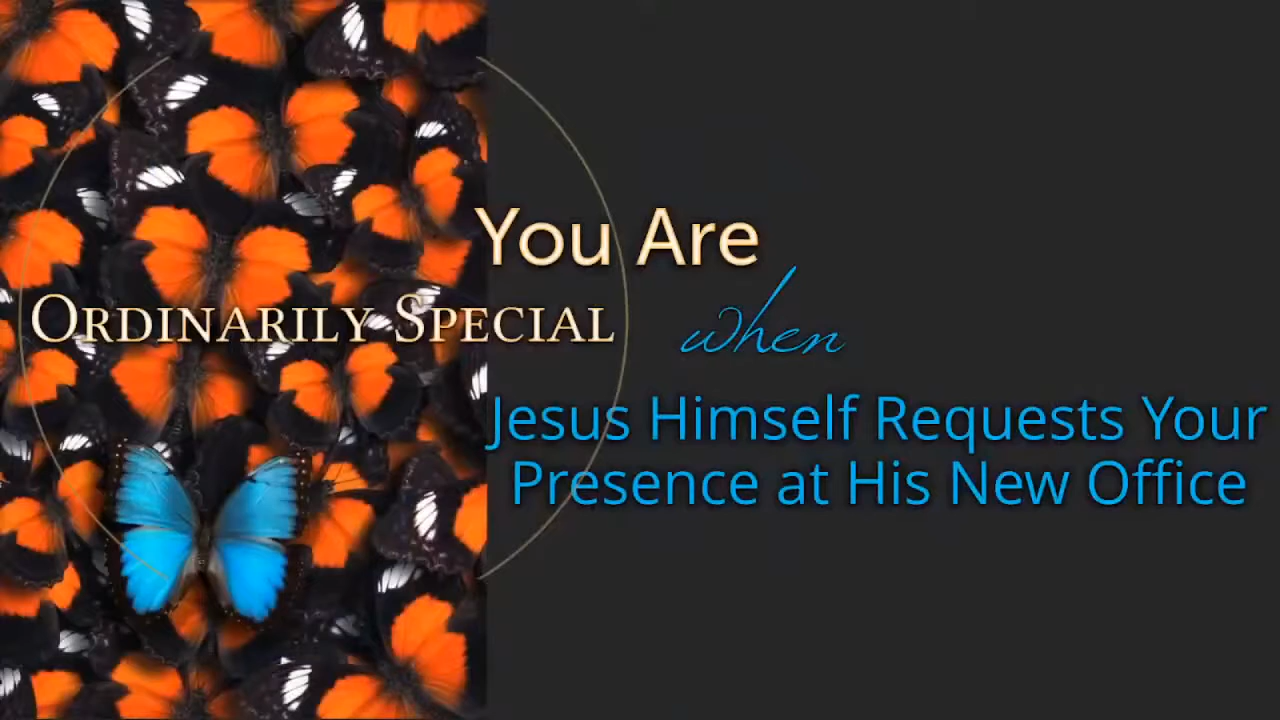 You Are
Ordinarily Special
when
Jesus Himself Requests Your
Presence at His New Office